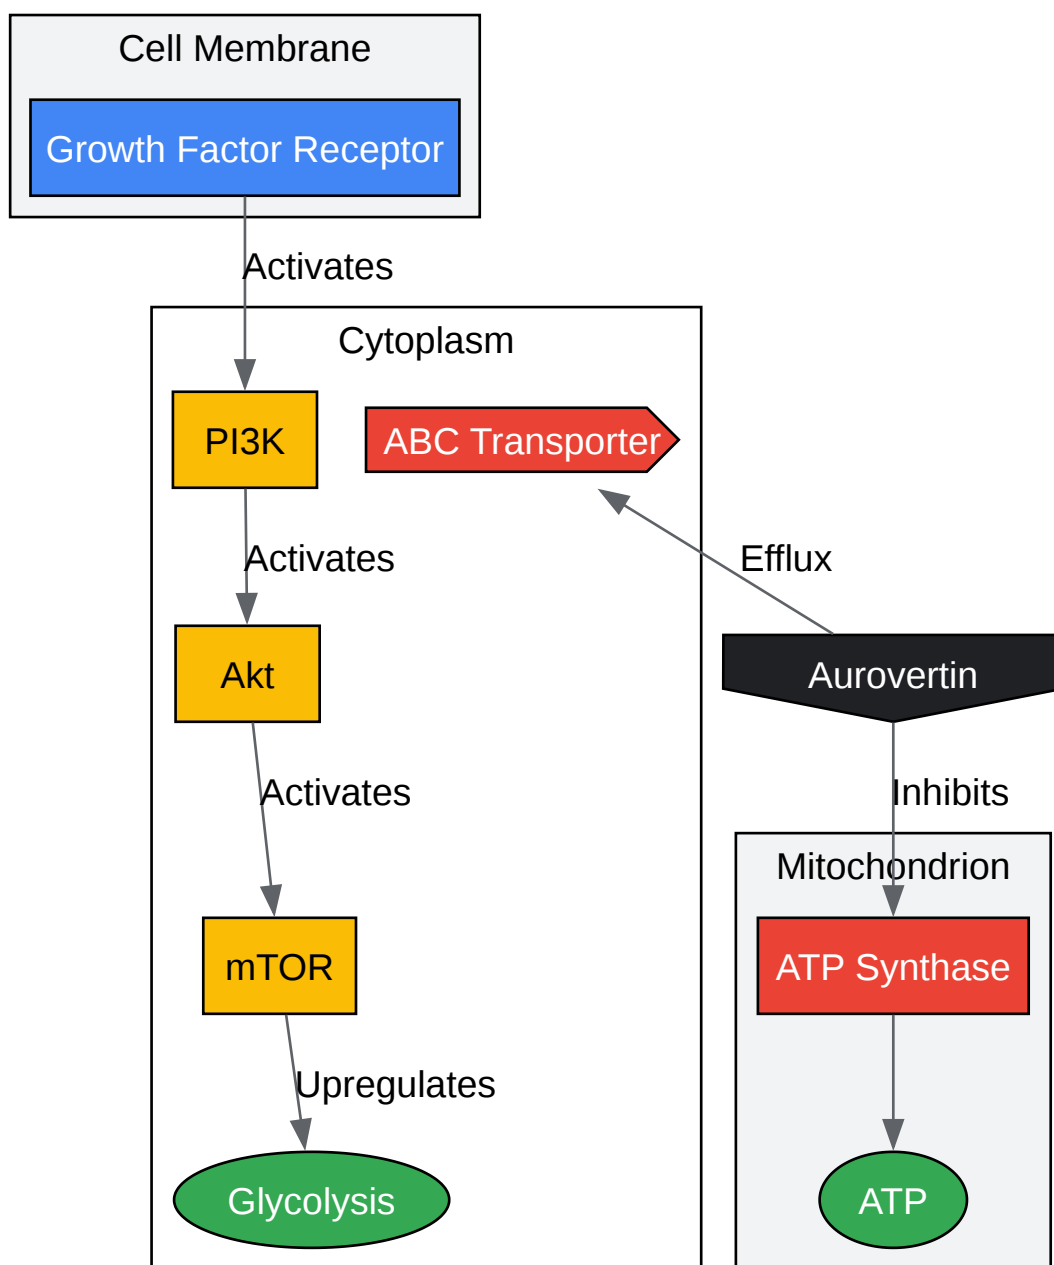 Cell Membrane
Growth Factor Receptor
Activates
Cytoplasm
PI3K
ABC Transporter
Activates
Efflux
Akt
Aurovertin
Activates
Inhibits
Mitochondrion
mTOR
ATP Synthase
Upregulates
Glycolysis
ATP